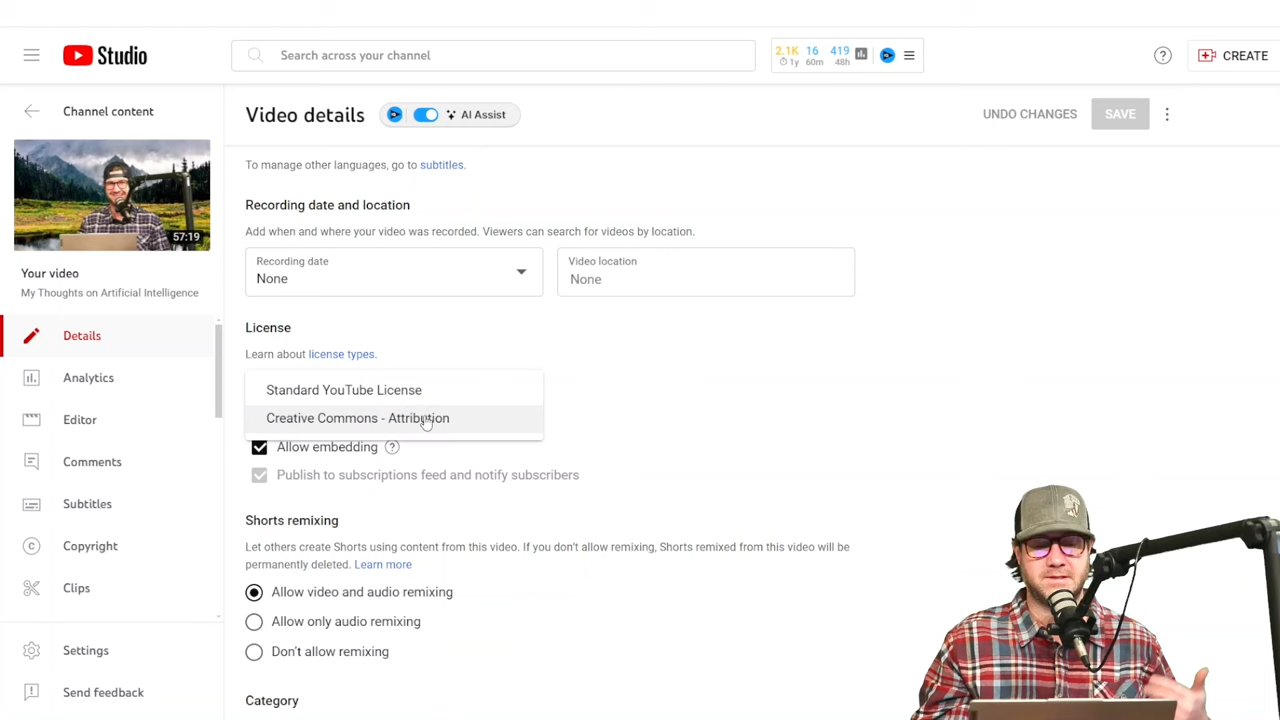 Studio
Search across your channel
2.1K 16 419
1y 60m 48h
CREATE
Channel content
Video details
AI Assist
UNDO CHANGES
SAVE
To manage other languages, go to subtitles.
57:19
Recording date and location
Add when and where your video was recorded. Viewers can search for videos by location.
Recording date
None
Video location
None
Your video
My Thoughts on Artificial Intelligence
License
Learn about license types.
Standard YouTube License
Creative Commons - Attribution
Allow embedding
Publish to subscriptions feed and notify subscribers
Details
Analytics
Editor
Comments
Subtitles
Copyright
Clips
Settings
Send feedback
Shorts remixing
Let others create Shorts using content from this video. If you don't allow remixing, Shorts remixed from this video will be
permanently deleted. Learn more
Allow video and audio remixing
Allow only audio remixing
Don't allow remixing
Category